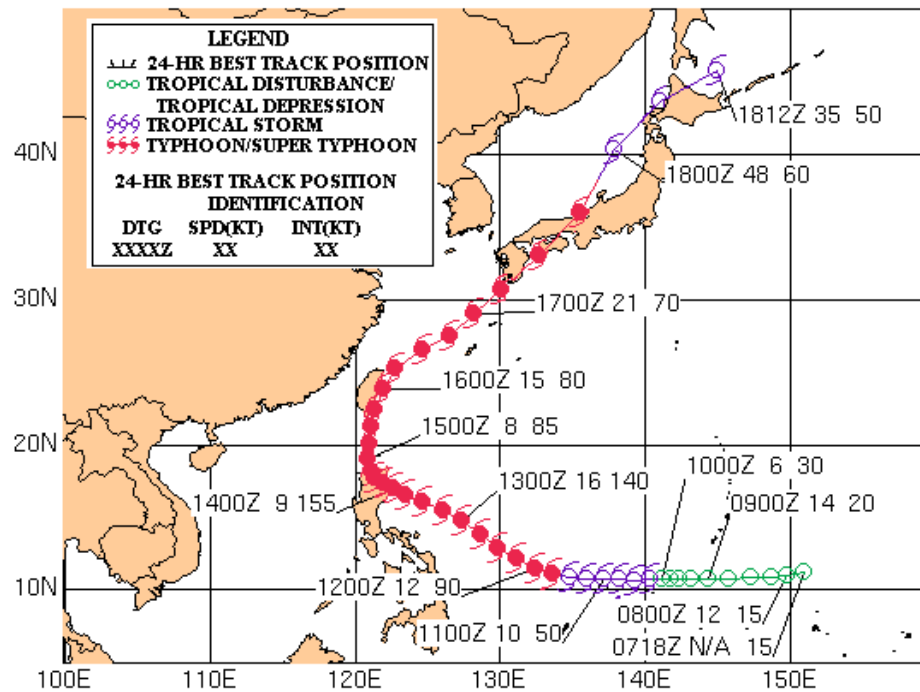 LEGEND
24-HR BEST TRACK POSITION
TROPICAL DISTURBANCE/
TROPICAL DEPRESSION
TROPICAL STORM
TYPHOON/SUPER TYPHOON
24-HR BEST TRACK POSITION
IDENTIFICATION
DTG SPD(KT) INT(KT)
XXXXZ XX XX
1812Z 35 50
40N
1800Z 48 60
30N
1700Z 21 70
1600Z 15 80
1500Z 8 85
20N
1300Z 16 140
1000Z 6 30
1400Z 9 155
0900Z 14 20
10N
1200Z 12 90
0800Z 12 15
1100Z 10 50
0718Z N/A 15
100E 110E 120E 130E 140E 150E